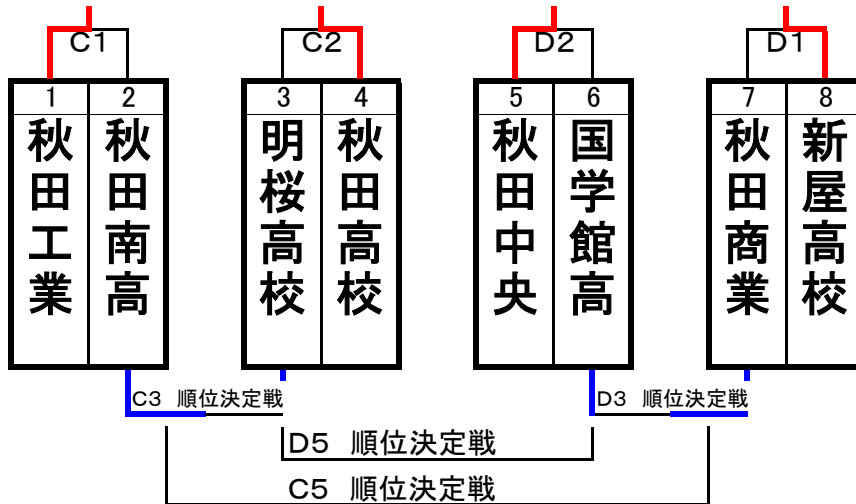 C1 C2 D2 D1
1 2 3 4 5 6 7 8
秋田工業
秋田南高
明桜高校
秋田高校
秋田中央
国学館高
秋田商業
新屋高校
C3 順位決定戦
D3 順位決定戦
D5 順位決定戦
C5 順位決定戦